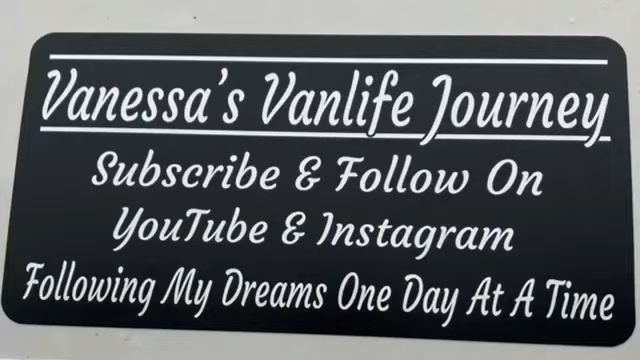 Vanessa's Vanlife Journey
Subscribe & Follow On
YouTube & Instagram
Following My Dreams One Day At A Time